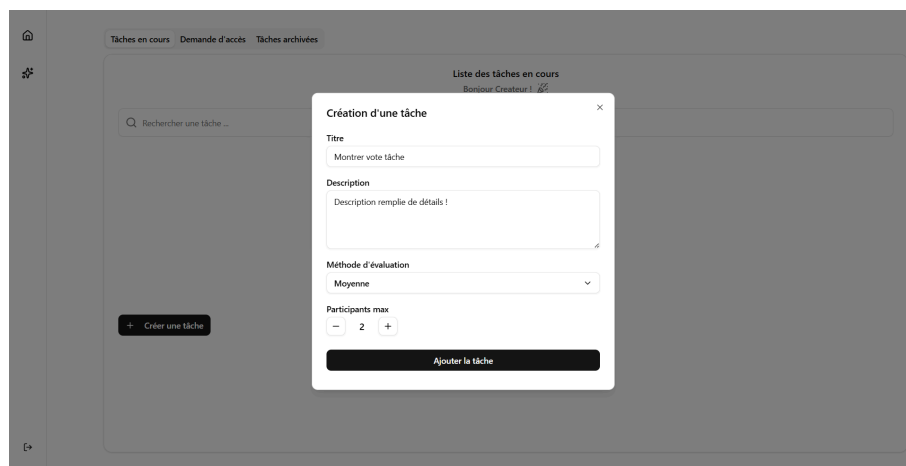 Tâches en cours Demande d'accés Tâches archivées
Liste des tâches en cours
Bonjour Createur !
Rechercher une tâche ...
Créer une tâche
Création d'une tâche
Titre
Montrer vote tâche
Description
Description remplie de détails !
Méthode d'évaluation
Moyenne
Participants max
2
Ajouter la tâche